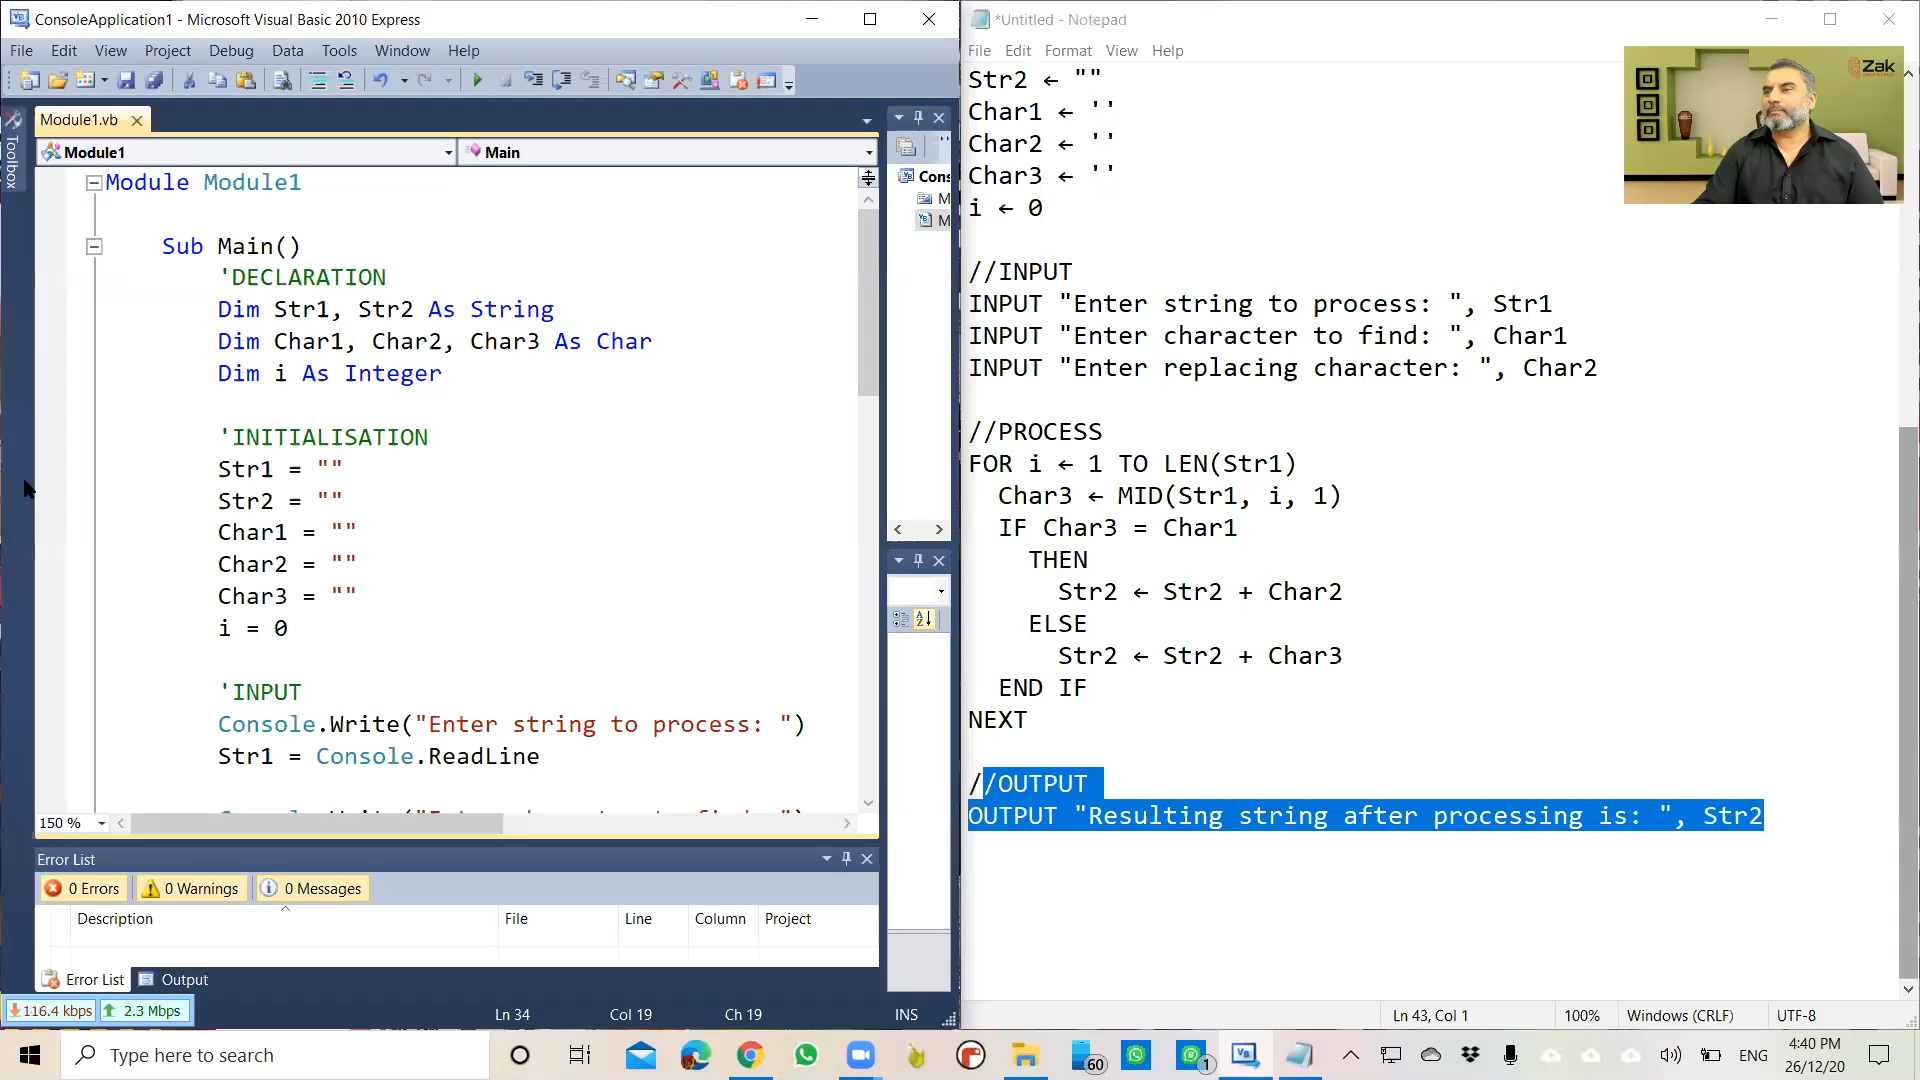 ConsoleApplication1 - Microsoft Visual Basic 2010 Express
File Edit View Project Debug Data Tools Window Help
Toolbox
Module1.vb
Module1
Main
Module Module1
Sub Main()
'DECLARATION
Dim Str1, Str2 As String
Dim Char1, Char2, Char3 As Char
Dim i As Integer
'INITIALISATION
Str1 = ""
Str2 = ""
Char1 = ""
Char2 = ""
Char3 = ""
i = 0
'INPUT
Console.Write("Enter string to process: ")
Str1 = Console.ReadLine
150 %
Cons
M
M
Error List
0 Errors
0 Warnings
0 Messages
Description File Line Column Project
Error List
Output
116.4 kbps
2.3 Mbps
Ln 34 Col 19 Ch 19 INS
*Untitled - Notepad
File Edit Format View Help
Str2 ← ""
Char1 ← ''
Char2 ← ''
Char3 ← ''
i ← 0
//INPUT
INPUT "Enter string to process: ", Str1
INPUT "Enter character to find: ", Char1
INPUT "Enter replacing character: ", Char2
//PROCESS
FOR i ← 1 TO LEN(Str1)
Char3 ← MID(Str1, i, 1)
IF Char3 = Char1
THEN
Str2 ← Str2 + Char2
ELSE
Str2 ← Str2 + Char3
END IF
NEXT
//OUTPUT
OUTPUT "Resulting string after processing is: ", Str2
Ln 43, Col 1
100%
Windows (CRLF)
UTF-8
Zak
Type here to search
60
1
ENG
4:40 PM
26/12/20